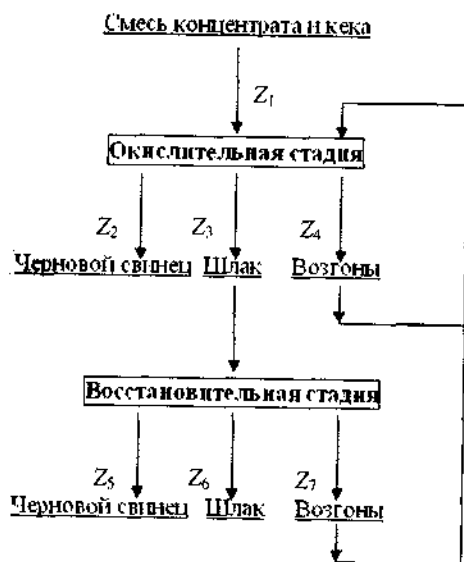 Смесь концентрата и кека
Z1
Окислительная стадия
Z2 Z3 Z4
Черновой свинец Шлак Возгоны
Восстановительная стадия
Z5 Z6 Z7
Черновой свинец Шлак Возгоны